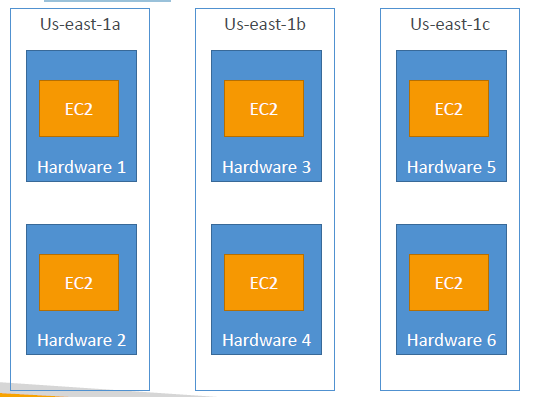 Us-east-1a
EC2
Hardware 1
EC2
Hardware 2
Us-east-1b
EC2
Hardware 3
EC2
Hardware 4
Us-east-1c
EC2
Hardware 5
EC2
Hardware 6